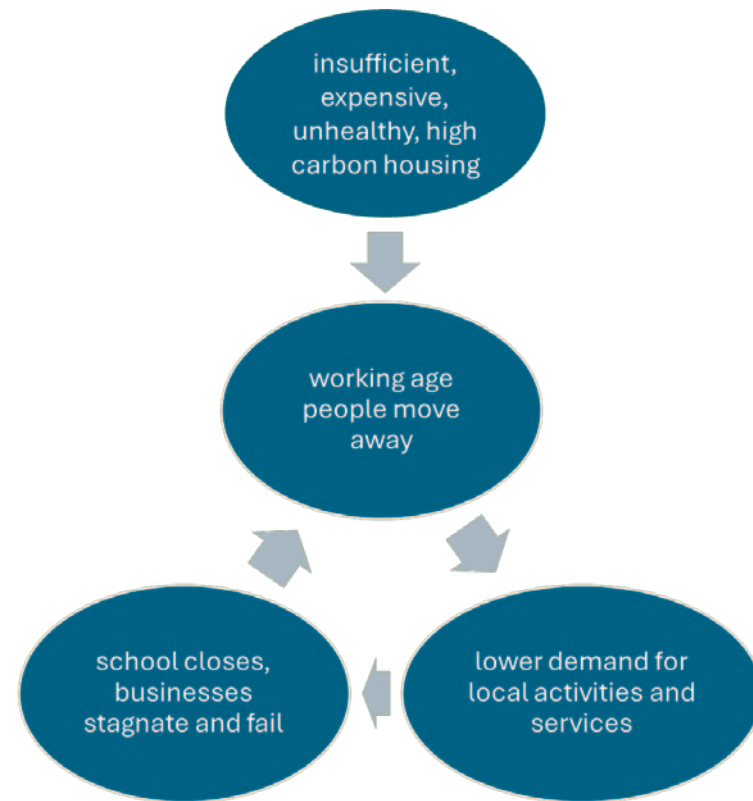 insufficient,
expensive,
unhealthy, high
carbon housing
working age
people move
away
school closes,
businesses
stagnate and fail
lower demand for
local activities and
services